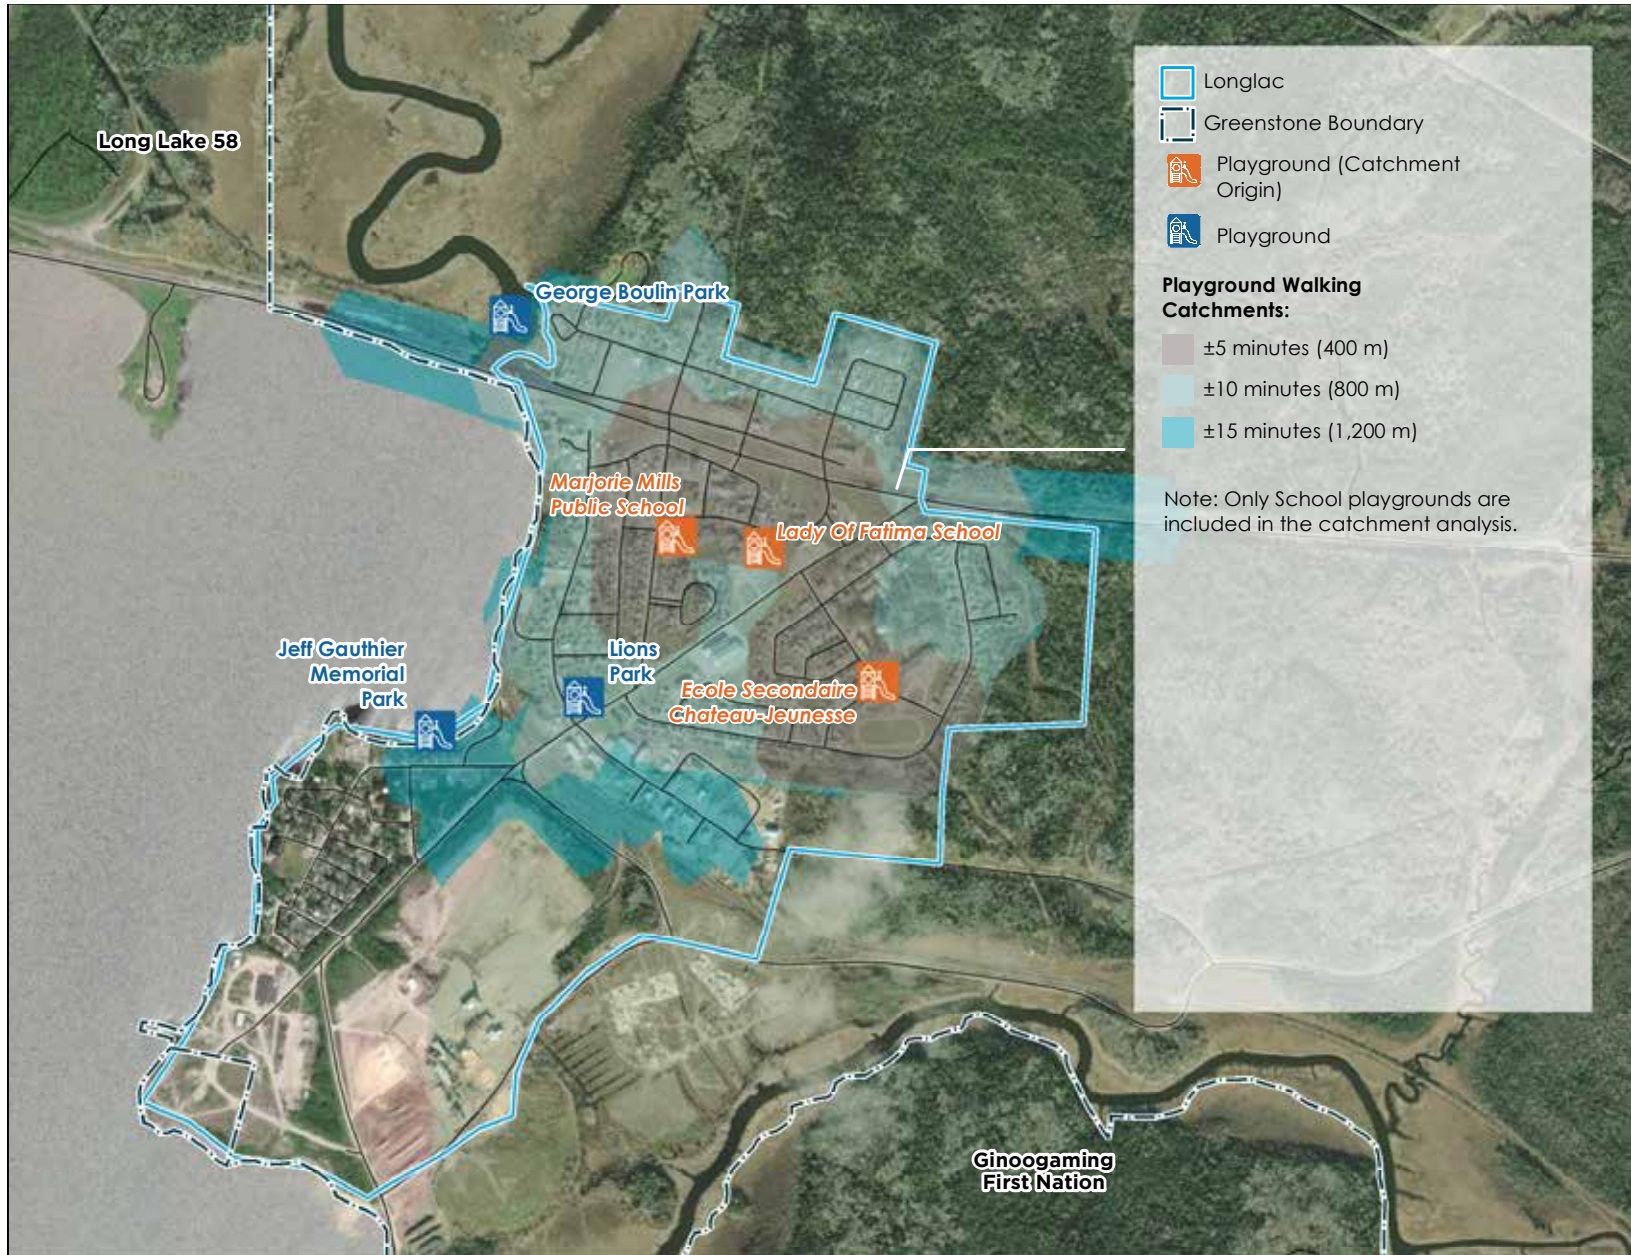 Long Lake 58
George Boulin Park
Marjorie Mills
Public School
Lady Of Fatima School
Jeff Gauthier
Memorial
Park
Lions
Park
Ecole Secondaire
Chateau-Jeunesse
Ginoogaming
First Nation
Longlac
Greenstone Boundary
Playground (Catchment
Origin)
Playground
Playground Walking
Catchments:
±5 minutes (400 m)
±10 minutes (800 m)
±15 minutes (1,200 m)
Note: Only School playgrounds are
included in the catchment analysis.